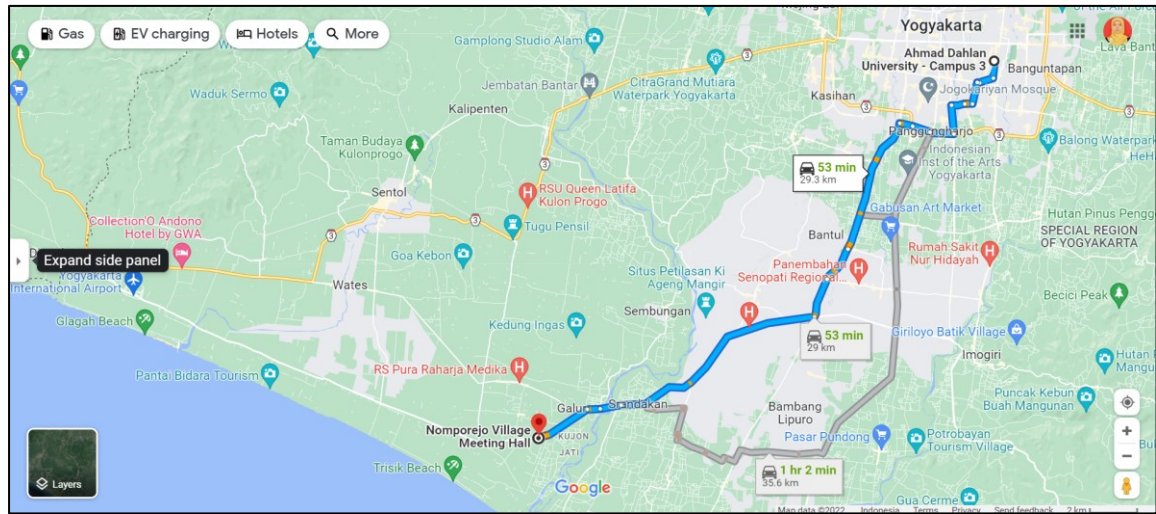 Gas
EV charging
Hotels
More
Yogyakarta
Ahmad Dahlan
University - Campus 3
Banguntapan
Lava Bant
Gamplong Studio Alam
Jembatan Bantar
CitraGrand Mutiara
Waterpark Yogyakarta
Kasihan
Jogokariyan Mosque
Waduk Sermo
Kalipenten
Panggungharjo
Balong Waterpark
HeHa
Taman Budaya
Kulonprogo
Indonesian
Inst of the Arts
Yogyakarta
53 min
29.3 km
Sentol
RSU Queen Latifa
Kulon Progo
Gabusan Art Market
Hutan Pinus Pengg
SPECIAL REGION
OF YOGYAKARTA
Collection O Andono
Hotel by GWA
Tugu Pensil
Bantul
Rumah Sakit
Nur Hidayah
Expand side panel
Goa Kebon
Yogyakarta
International Airport
Wates
Situs Petilasan Ki
Ageng Mangir
Panembahan
Senopati Regional...
Becici Peak
Glagah Beach
Kedung Ingas
Sembungan
53 min
29 km
Giriloyo Batik Village
Imogiri
Hutan
Mangu
RS Pura Raharja Medika
Pantai Bidara Tourism
Puncak Kebun
Buah Mangunan
Galur
Srandakan
Bambang
Lipuro
Nomporejo Village
Meeting Hall
KUJON
JATI
Pasar Pundong
Potrobayan
Tourism Village
Trisik Beach
1 hr 2 min
35.6 km
Layers
Google
Gua Cerme
Map data ©2022 Indonesia Terms Privacy Send feedback 2 km